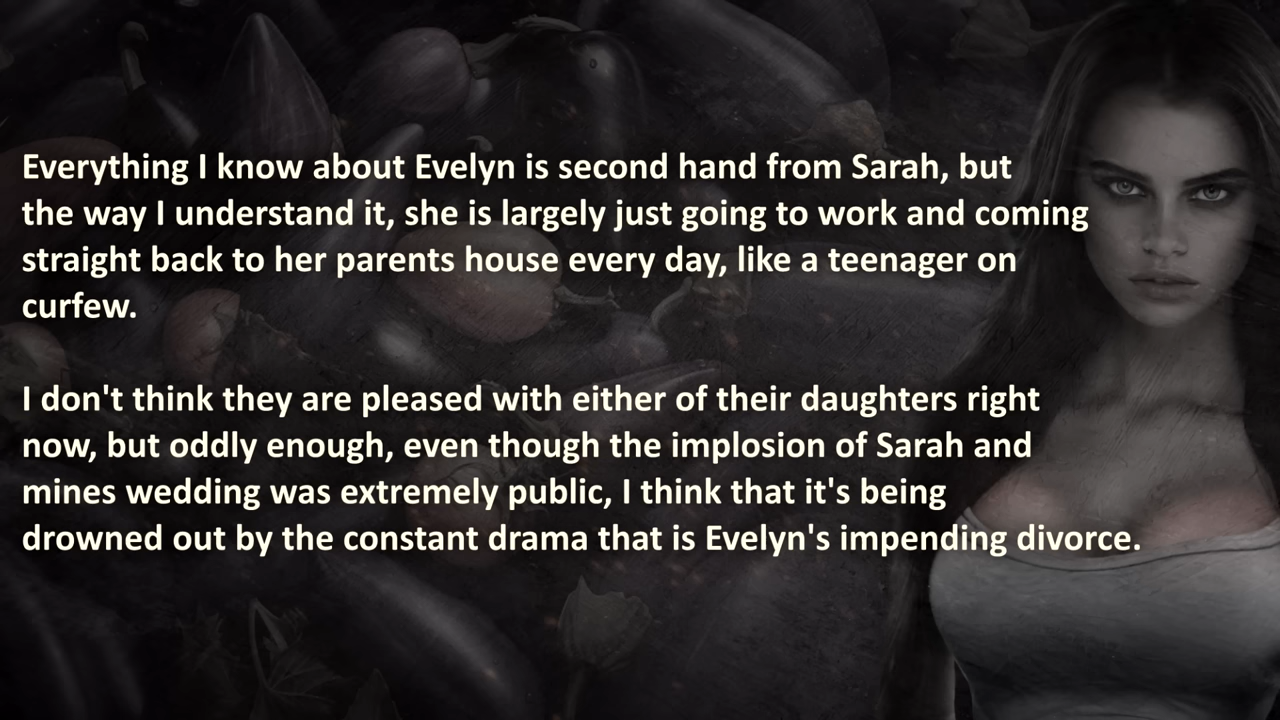 Everything I know about Evelyn is second hand from Sarah, but
the way I understand it, she is largely just going to work and coming
straight back to her parents house every day, like a teenager on
curfew.
I don't think they are pleased with either of their daughters right
now, but oddly enough, even though the implosion of Sarah and
mines wedding was extremely public, I think that it's being
drowned out by the constant drama that is Evelyn's impending divorce.